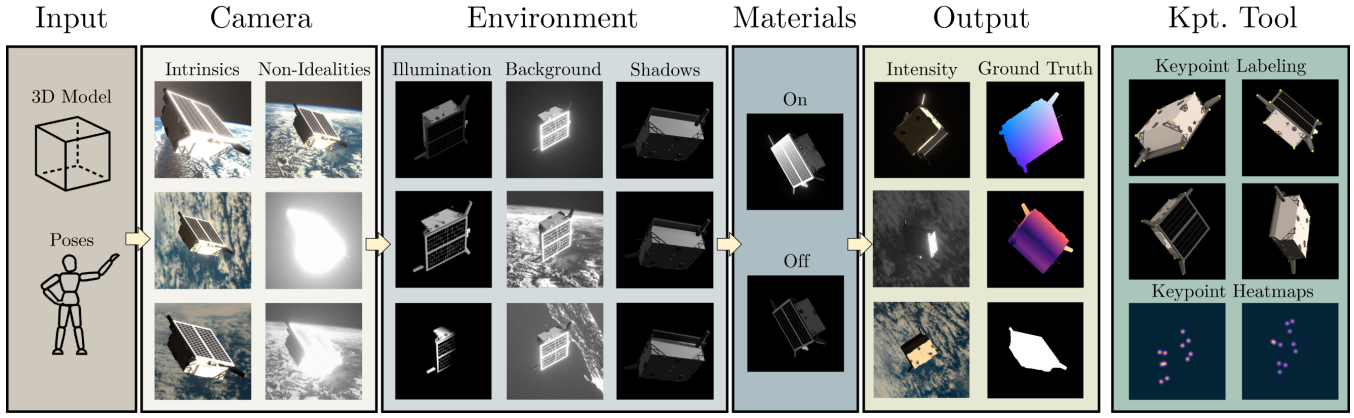 Input
Camera
Environment
Materials
Output
Kpt. Tool
3D Model
Poses
Intrinsics
Non-Idealities
Illumination
Background
Shadows
On
Off
Intensity
Ground Truth
Keypoint Labeling
Keypoint Heatmaps